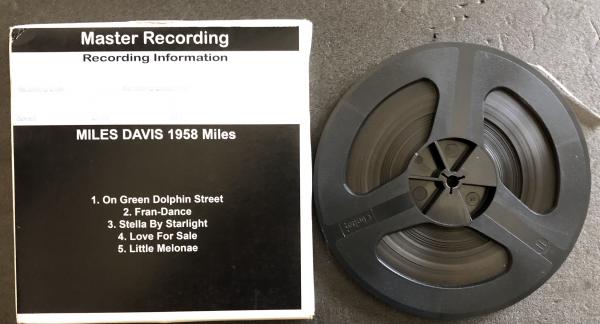 Master Recording
Recording Information
MILES DAVIS 1958 Miles
1. On Green Dolphin Street
2. Fran-Dance
3. Stella By Starlight
4. Love For Sale
5. Little Melonae